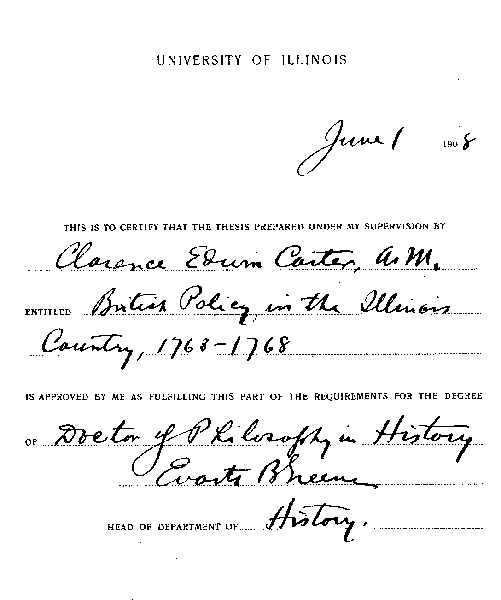 UNIVERSITY OF ILLINOIS
June 1 1908
THIS IS TO CERTIFY THAT THE THESIS PREPARED UNDER MY SUPERVISION BY
Clarence Edwin Carter, A.M.
ENTITLED British Policy in the Illinois
Country, 1763-1768
IS APPROVED BY ME AS FULFILLING THIS PART OF THE REQUIREMENTS FOR THE DEGREE
OF Doctor of Philosophy in History
Evarts B Greene
HEAD OF DEPARTMENT OF History.